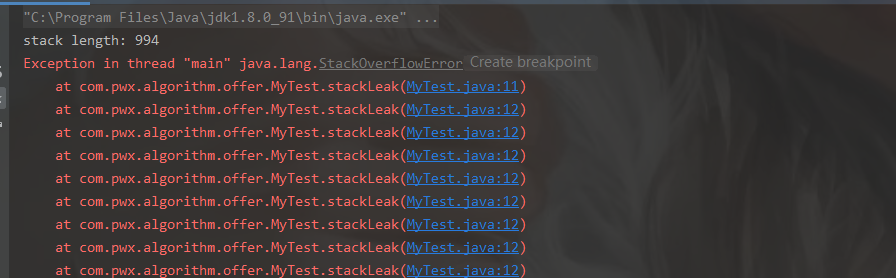 "C:\Program Files\Java\jdk1.8.0_91\bin\java.exe" ...
stack length: 994
Exception in thread "main" java.lang.StackOverflowError Create breakpoint
at com.pwx.algorithm.offer.MyTest.stackLeak(MyTest.java:11)
at com.pwx.algorithm.offer.MyTest.stackLeak(MyTest.java:12)
at com.pwx.algorithm.offer.MyTest.stackLeak(MyTest.java:12)
at com.pwx.algorithm.offer.MyTest.stackLeak(MyTest.java:12)
at com.pwx.algorithm.offer.MyTest.stackLeak(MyTest.java:12)
at com.pwx.algorithm.offer.MyTest.stackLeak(MyTest.java:12)
at com.pwx.algorithm.offer.MyTest.stackLeak(MyTest.java:12)
at com.pwx.algorithm.offer.MyTest.stackLeak(MyTest.java:12)
at com.pwx.algorithm.offer.MyTest.stackLeak(MyTest.java:12)